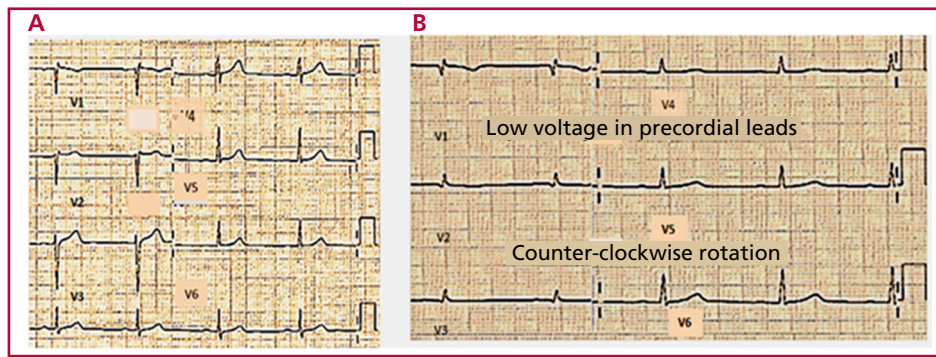 A
B
V1
V4
V2
V5
V3
V6
V4
V1
Low voltage in precordial leads
V2
V5
Counter-clockwise rotation
V3
V6